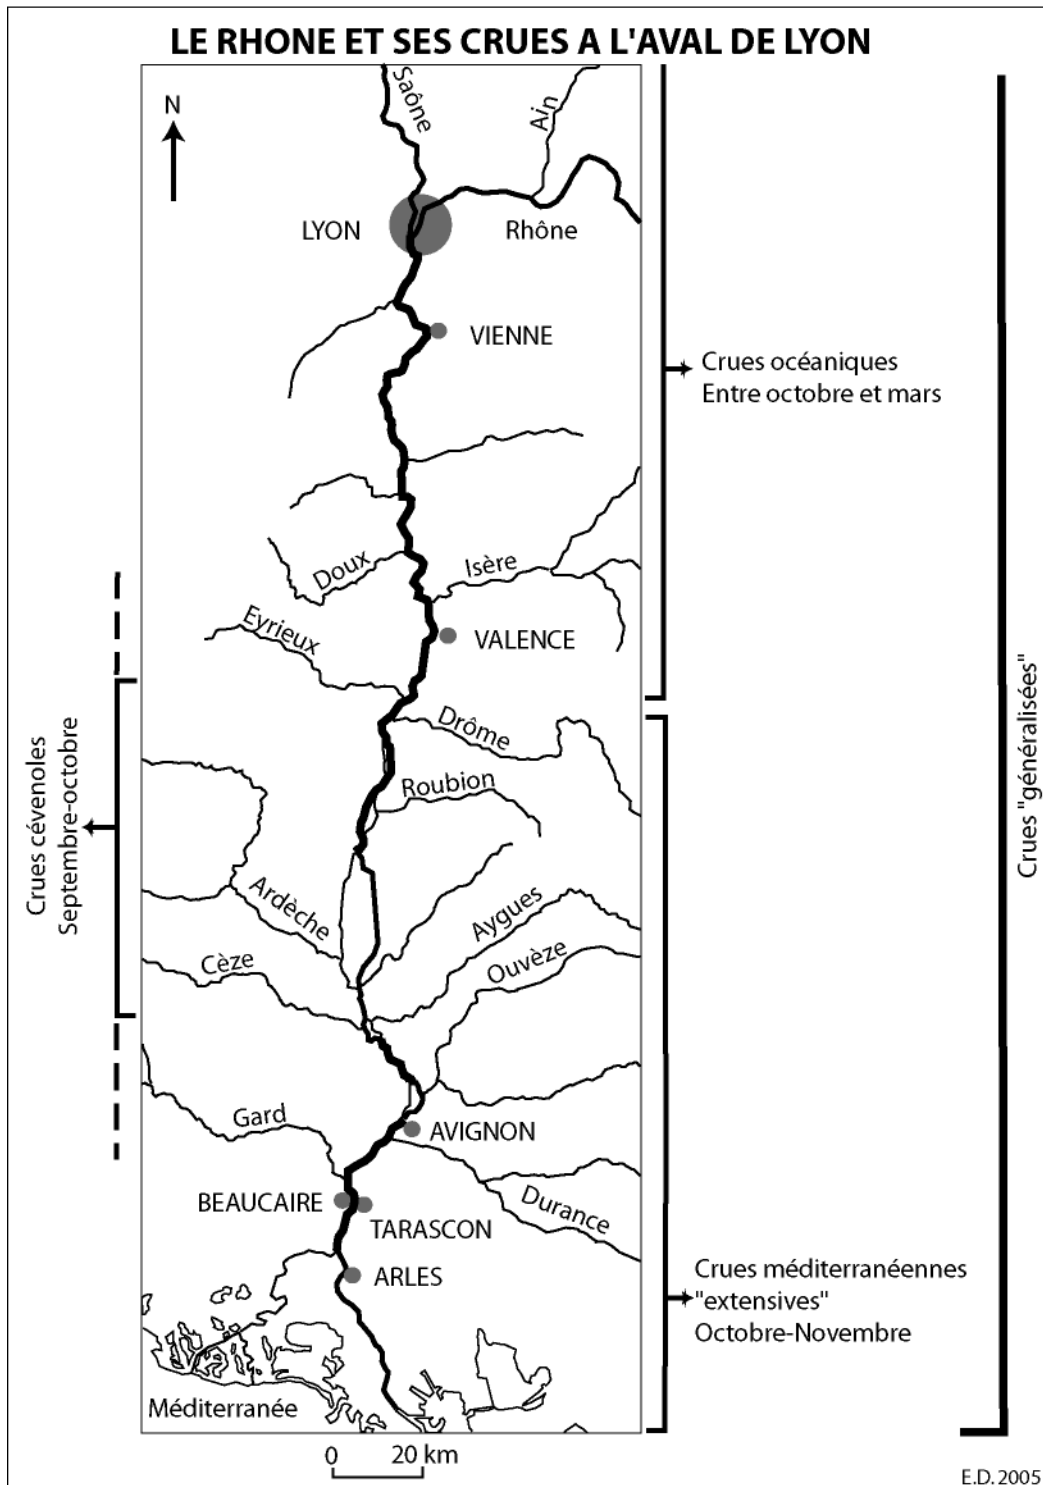 LE RHONE ET SES CRUES A L'AVAL DE LYON
N
Saône
Ain
LYON
Rhône
VIENNE
Crues océaniques
Entre octobre et mars
Doux
Isère
Eyrieux
VALENCE
Drôme
Roubion
Crues cévenoles
Septembre-octobre
Crues "généralisées"
Ardèche
Aygues
Cèze
Ouvèze
Gard
AVIGNON
BEAUCAIRE
TARASCON
Durance
ARLES
Crues méditerranéennes
"extensives"
Octobre-Novembre
Méditerranée
0 20 km
E.D. 2005